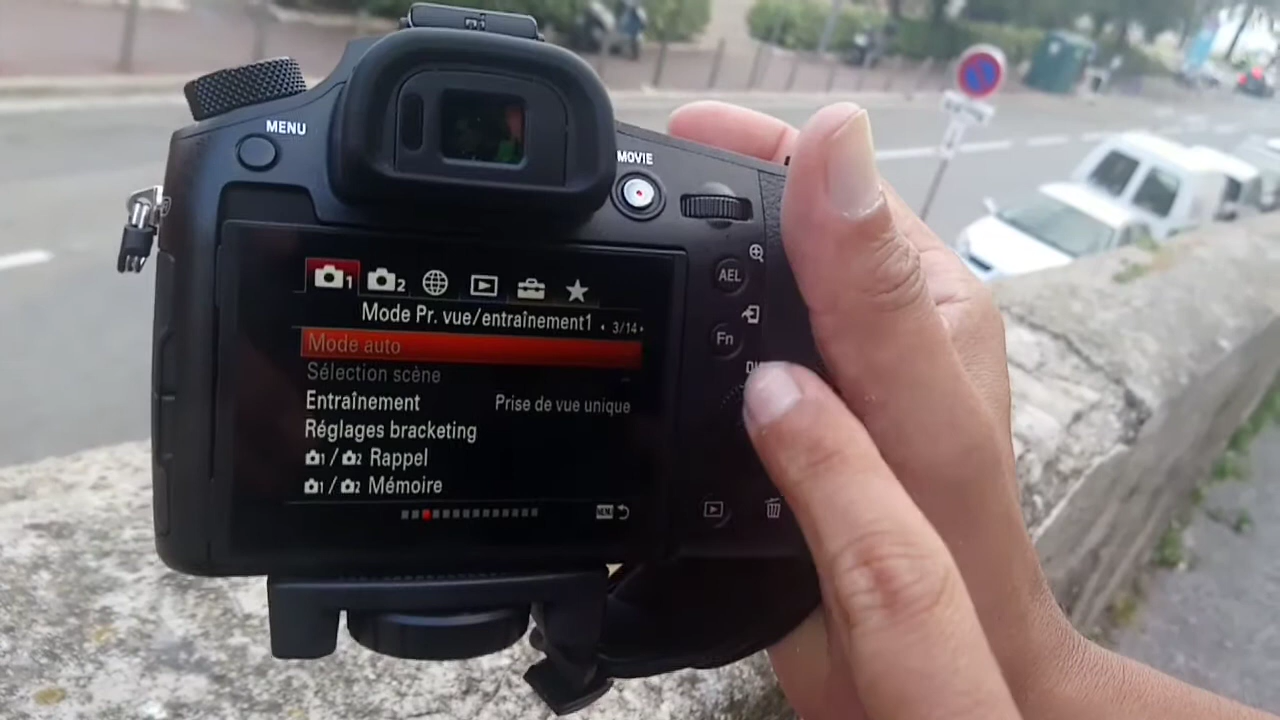 MENU
MOVIE
AEL
Fn
1
2
Mode Pr. vue/entraînement1
3/14
Mode auto
Sélection scène
Entraînement Prise de vue unique
Réglages bracketing
1 / 2 Rappel
1 / 2 Mémoire